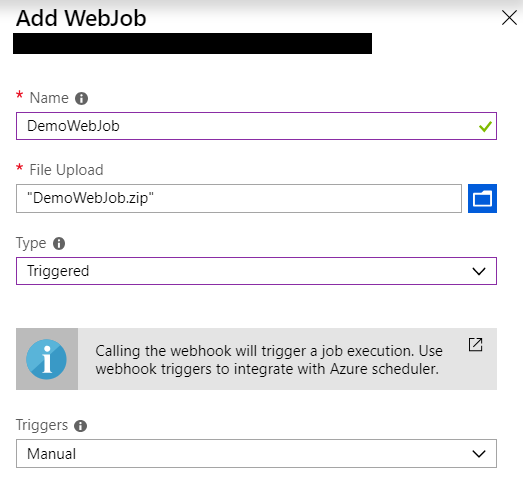 Add WebJob
* Name
DemoWebJob
* File Upload
"DemoWebJob.zip"
Type
Triggered
Calling the webhook will trigger a job execution. Use
webhook triggers to integrate with Azure scheduler.
Triggers
Manual